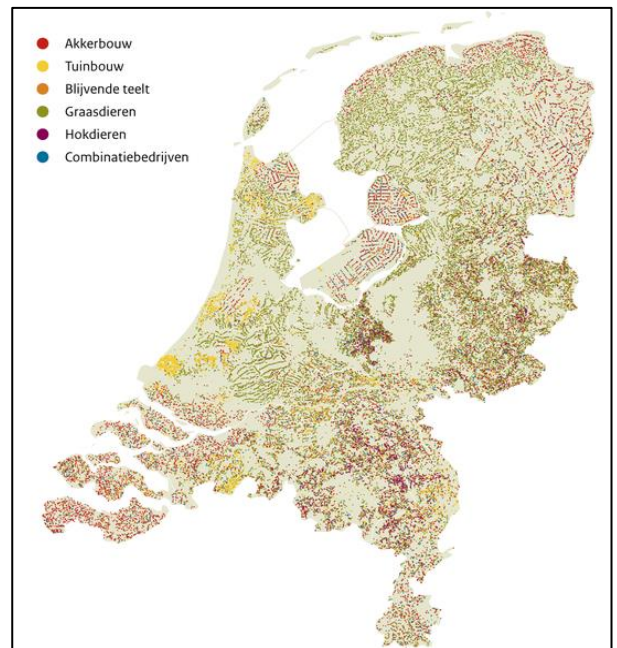 Akkerbouw
Tuinbouw
Blijvende teelt
Graasdieren
Hokdieren
Combinatiebedrijven